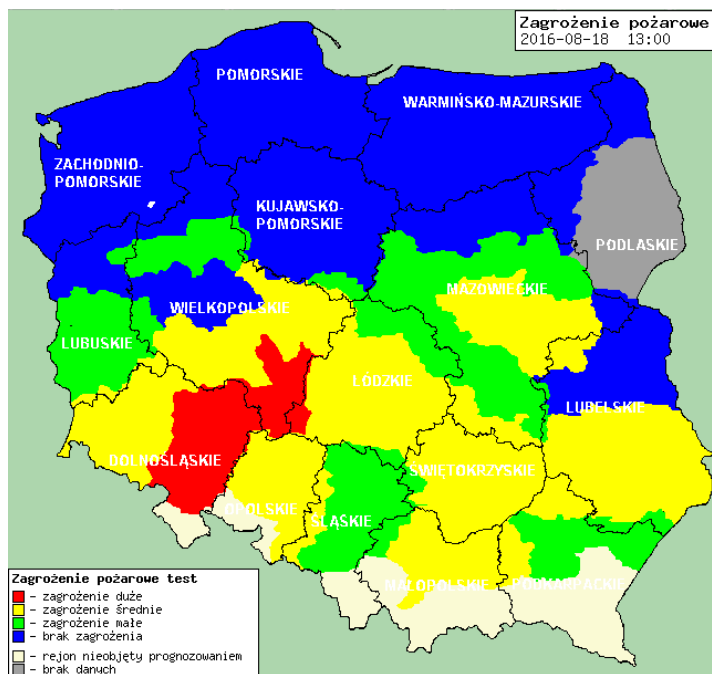 Zagrożenie pożarowe
2016-08-18 13:00
POMORSKIE
WARMIŃSKO-MAZURSKIE
ZACHODNIO-
POMORSKIE
KUJAWSKO-
POMORSKIE
PODLASKIE
MAZOWIECKIE
WIELKOPOLSKIE
LUBUSKIE
ŁÓDZKIE
LUBELSKIE
DOLNOŚLĄSKIE
ŚWIĘTOKRZYSKIE
OPOLSKIE
ŚLĄSKIE
MAŁOPOLSKIE
PODKARPACKIE
Zagrożenie pożarowe test
- zagrożenie duże
- zagrożenie średnie
- zagrożenie małe
- brak zagrożenia
- rejon nieobjęty prognozowaniem
- brak danych